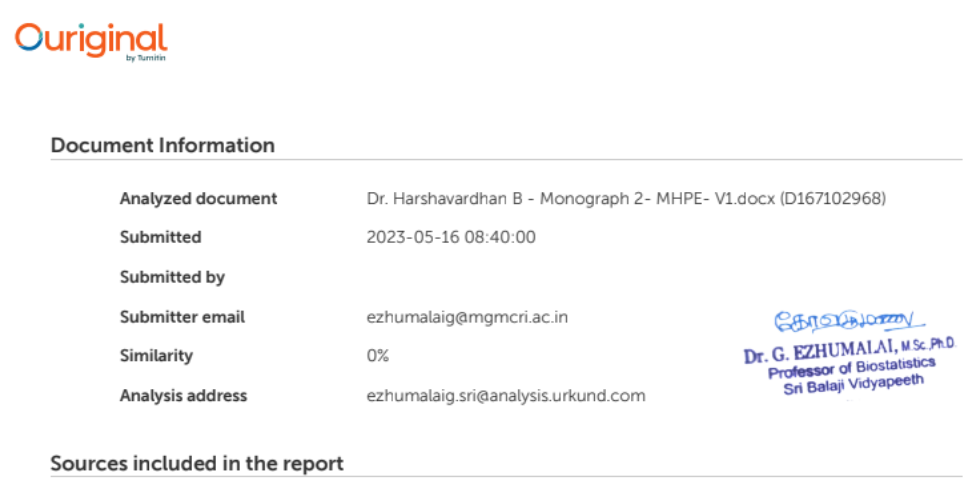 Ouriginal
by Turnitin
Document Information
Analyzed document Dr. Harshavardhan B - Monograph 2- MHPE- V1.docx (D167102968)
Submitted 2023-05-16 08:40:00
Submitted by
Submitter email ezhumalaig@mgmcri.ac.in
Similarity 0%
Analysis address ezhumalaig.sri@analysis.urkund.com
Dr. G. EZHUMALAI, M.Sc.,Ph.D.
Professor of Biostatistics
Sri Balaji Vidyapeeth
Sources included in the report